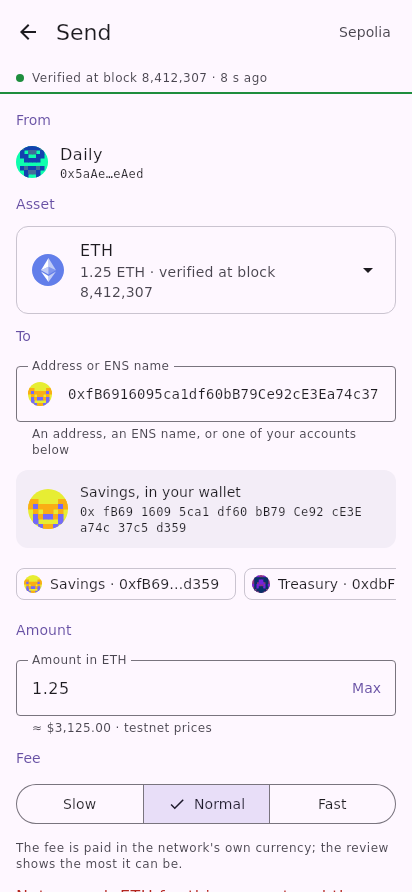 Send
Sepolia
Verified at block 8,412,307 · 8 s ago
From
Daily
0x5aAe…eAed
Asset
ETH
1.25 ETH · verified at block
8,412,307
To
Address or ENS name
0xfB6916095ca1df60bB79Ce92cE3Ea74c37
An address, an ENS name, or one of your accounts
below
Savings, in your wallet
0x fB69 1609 5ca1 df60 bB79 Ce92 cE3E
a74c 37c5 d359
Savings · 0xfB69…d359
Treasury · 0xdbF
Amount
Amount in ETH
1.25
Max
≈ $3,125.00 · testnet prices
Fee
Slow
Normal
Fast
The fee is paid in the network's own currency; the review
shows the most it can be.